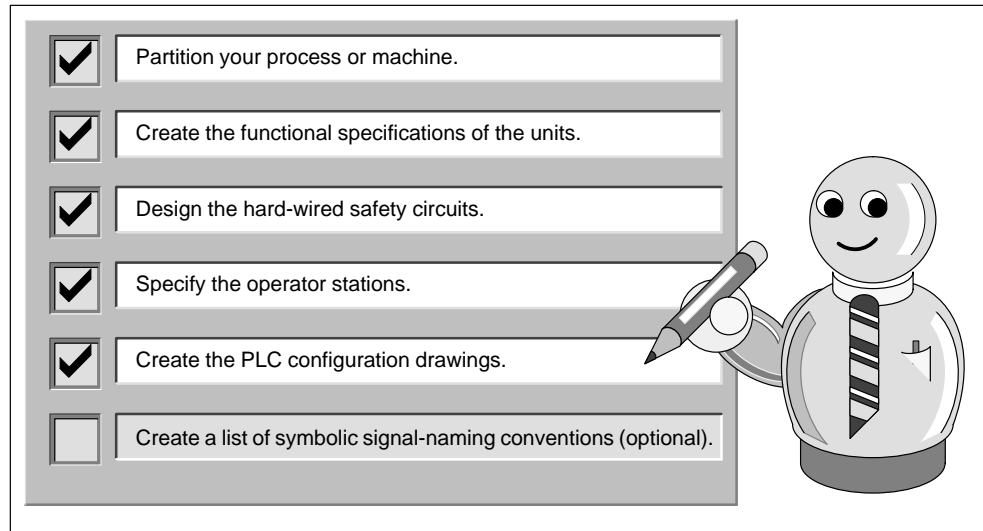 Partition your process or machine.
Create the functional specifications of the units.
Design the hard-wired safety circuits.
Specify the operator stations.
Create the PLC configuration drawings.
Create a list of symbolic signal-naming conventions (optional).